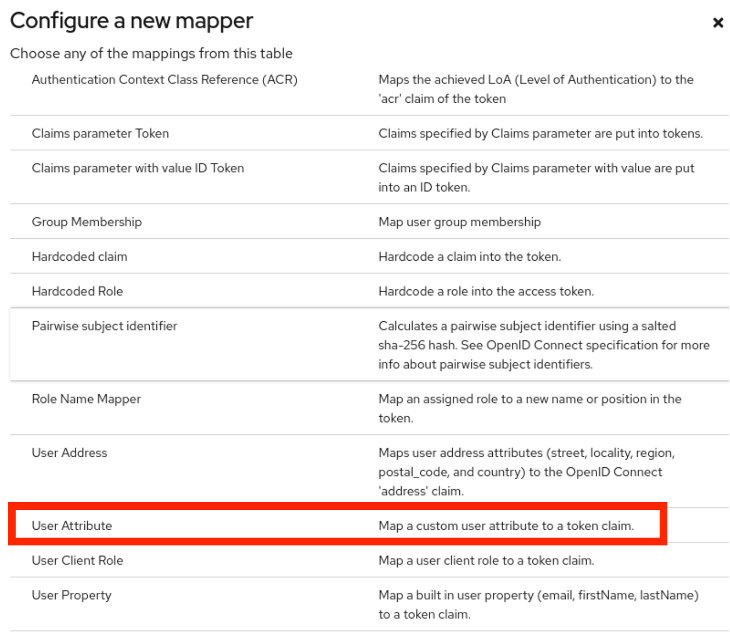 Configure a new mapper
Choose any of the mappings from this table
Authentication Context Class Reference (ACR)
Maps the achieved LoA (Level of Authentication) to the
'acr' claim of the token
Claims parameter Token
Claims specified by Claims parameter are put into tokens.
Claims parameter with value ID Token
Claims specified by Claims parameter with value are put
into an ID token.
Group Membership
Map user group membership
Hardcoded claim
Hardcode a claim into the token.
Hardcoded Role
Hardcode a role into the access token.
Pairwise subject identifier
Calculates a pairwise subject identifier using a salted
sha-256 hash. See OpenID Connect specification for more
info about pairwise subject identifiers.
Role Name Mapper
Map an assigned role to a new name or position in the
token.
User Address
Maps user address attributes (street, locality, region,
postal_code, and country) to the OpenID Connect
'address' claim.
User Attribute
Map a custom user attribute to a token claim.
User Client Role
Map a user client role to a token claim.
User Property
Map a built in user property (email, firstName, lastName)
to a token claim.